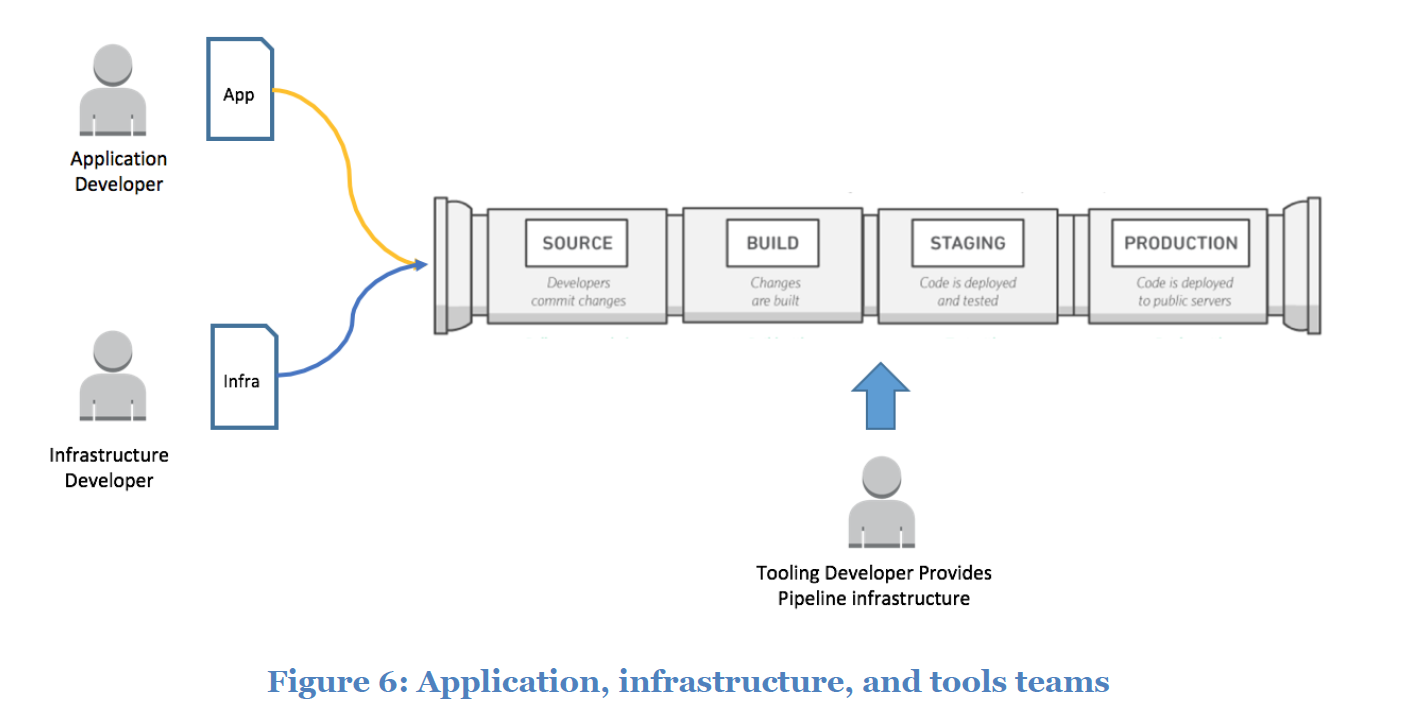 App
Application
Developer
SOURCE
Developers
commit changes
BUILD
Changes
are built
STAGING
Code is deployed
and tested
PRODUCTION
Code is deployed
to public servers
Infra
Infrastructure
Developer
Tooling Developer Provides
Pipeline infrastructure
Figure 6: Application, infrastructure, and tools teams